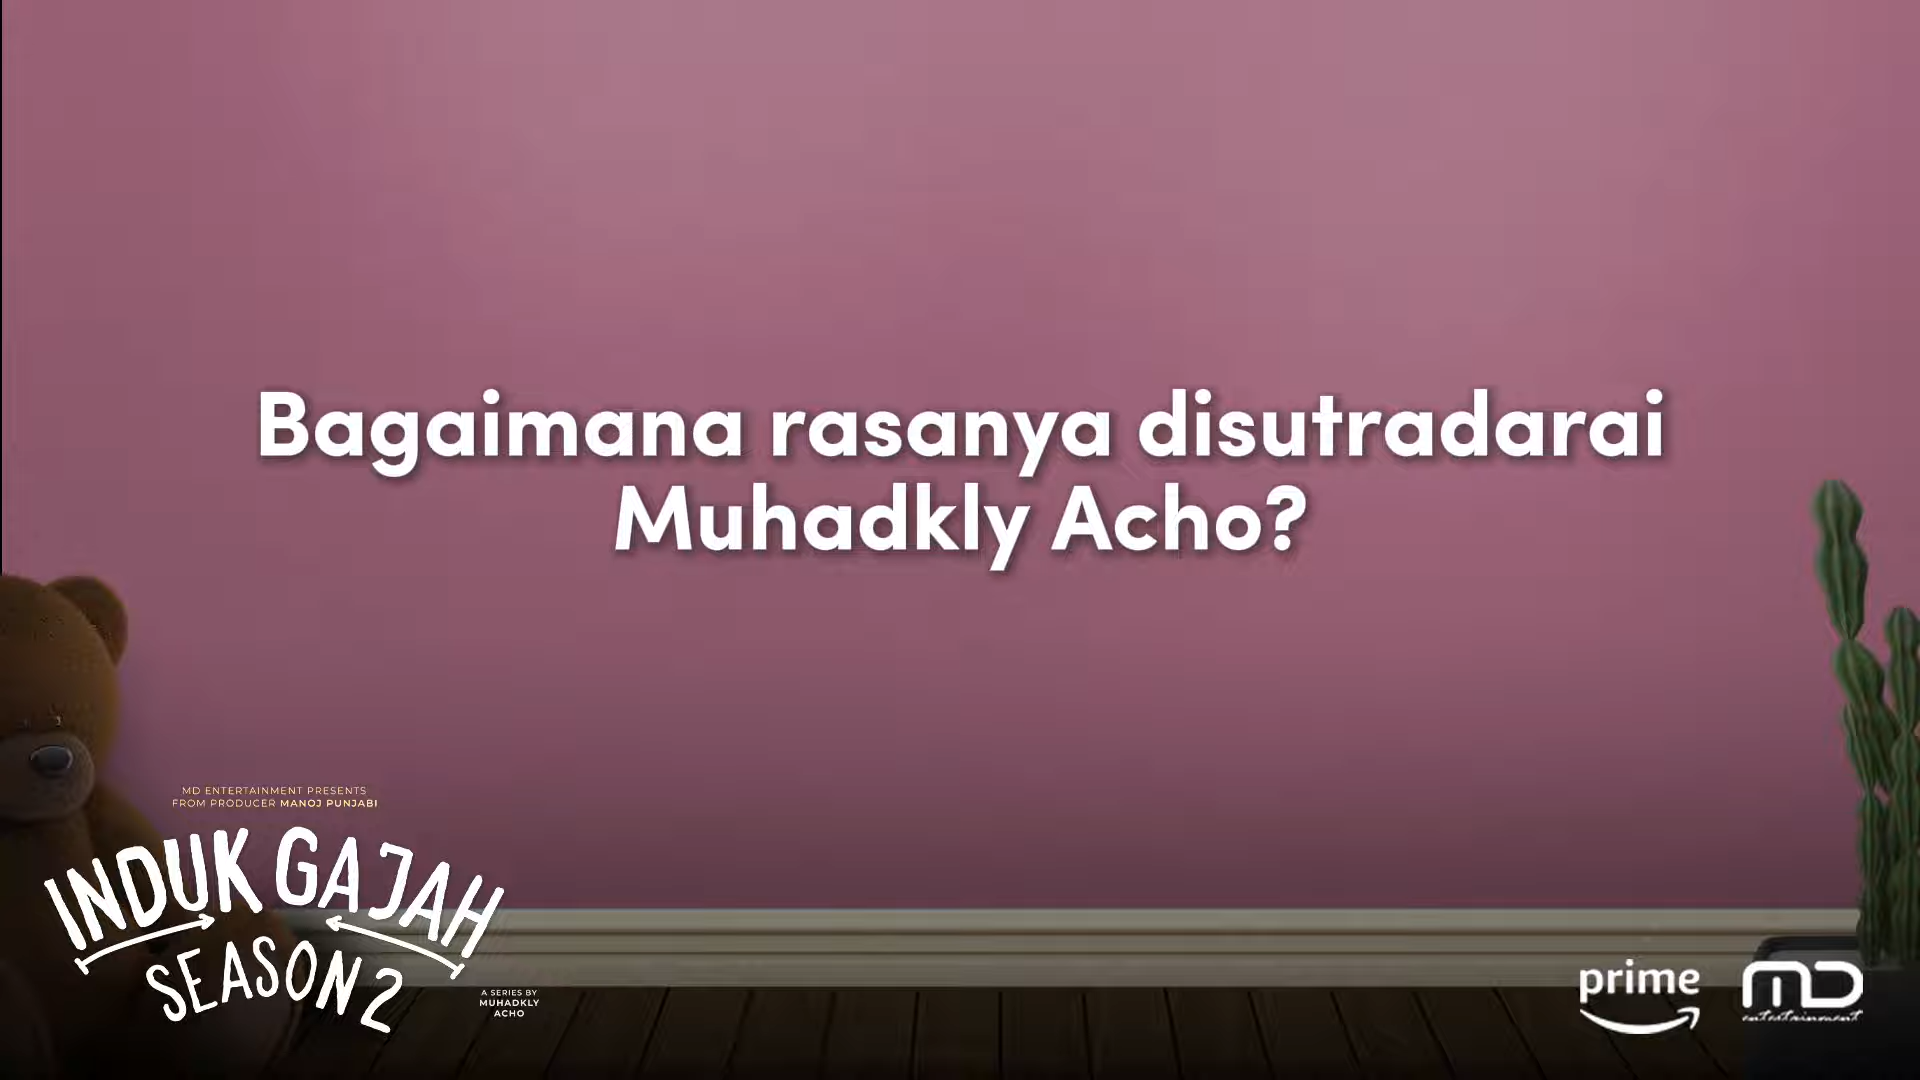 Bagaimana rasanya disutradarai
Muhadkly Acho?
MD ENTERTAINMENT PRESENTS
FROM PRODUCER MANOJ PUNJABI
INDUK GAJAH
SEASON 2
A SERIES BY
MUHADKLY
ACHO
prime
MD
entertainment